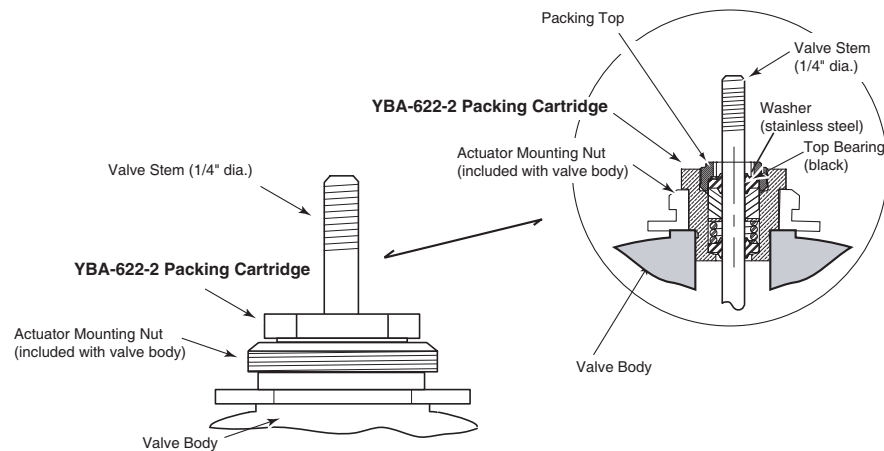 Packing Top
Valve Stem
(1/4" dia.)
YBA-622-2 Packing Cartridge
Washer
(stainless steel)
Actuator Mounting Nut
(included with valve body)
Top Bearing
(black)
Valve Stem (1/4" dia.)
YBA-622-2 Packing Cartridge
Actuator Mounting Nut
(included with valve body)
Valve Body
Valve Body